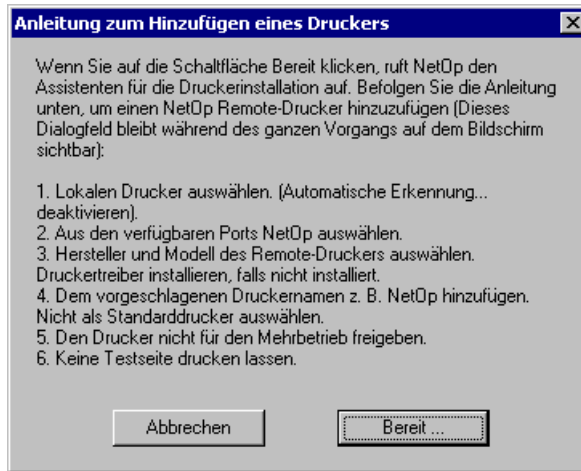 Anleitung zum Hinzufügen eines Druckers
Wenn Sie auf die Schaltfläche Bereit klicken, ruft NetOp den
Assistenten für die Druckerinstallation auf. Befolgen Sie die Anleitung
unten, um einen NetOp Remote-Drucker hinzuzufügen (Dieses
Dialogfeld bleibt während des ganzen Vorgangs auf dem Bildschirm
sichtbar):
1. Lokalen Drucker auswählen. (Automatische Erkennung...
deaktivieren).
2. Aus den verfügbaren Ports NetOp auswählen.
3. Hersteller und Modell des Remote-Druckers auswählen.
Druckertreiber installieren, falls nicht installiert.
4. Dem vorgeschlagenen Druckernamen z. B. NetOp hinzufügen.
Nicht als Standarddrucker auswählen.
5. Den Drucker nicht für den Mehrbetrieb freigeben.
6. Keine Testseite drucken lassen.
Abbrechen
Bereit ...